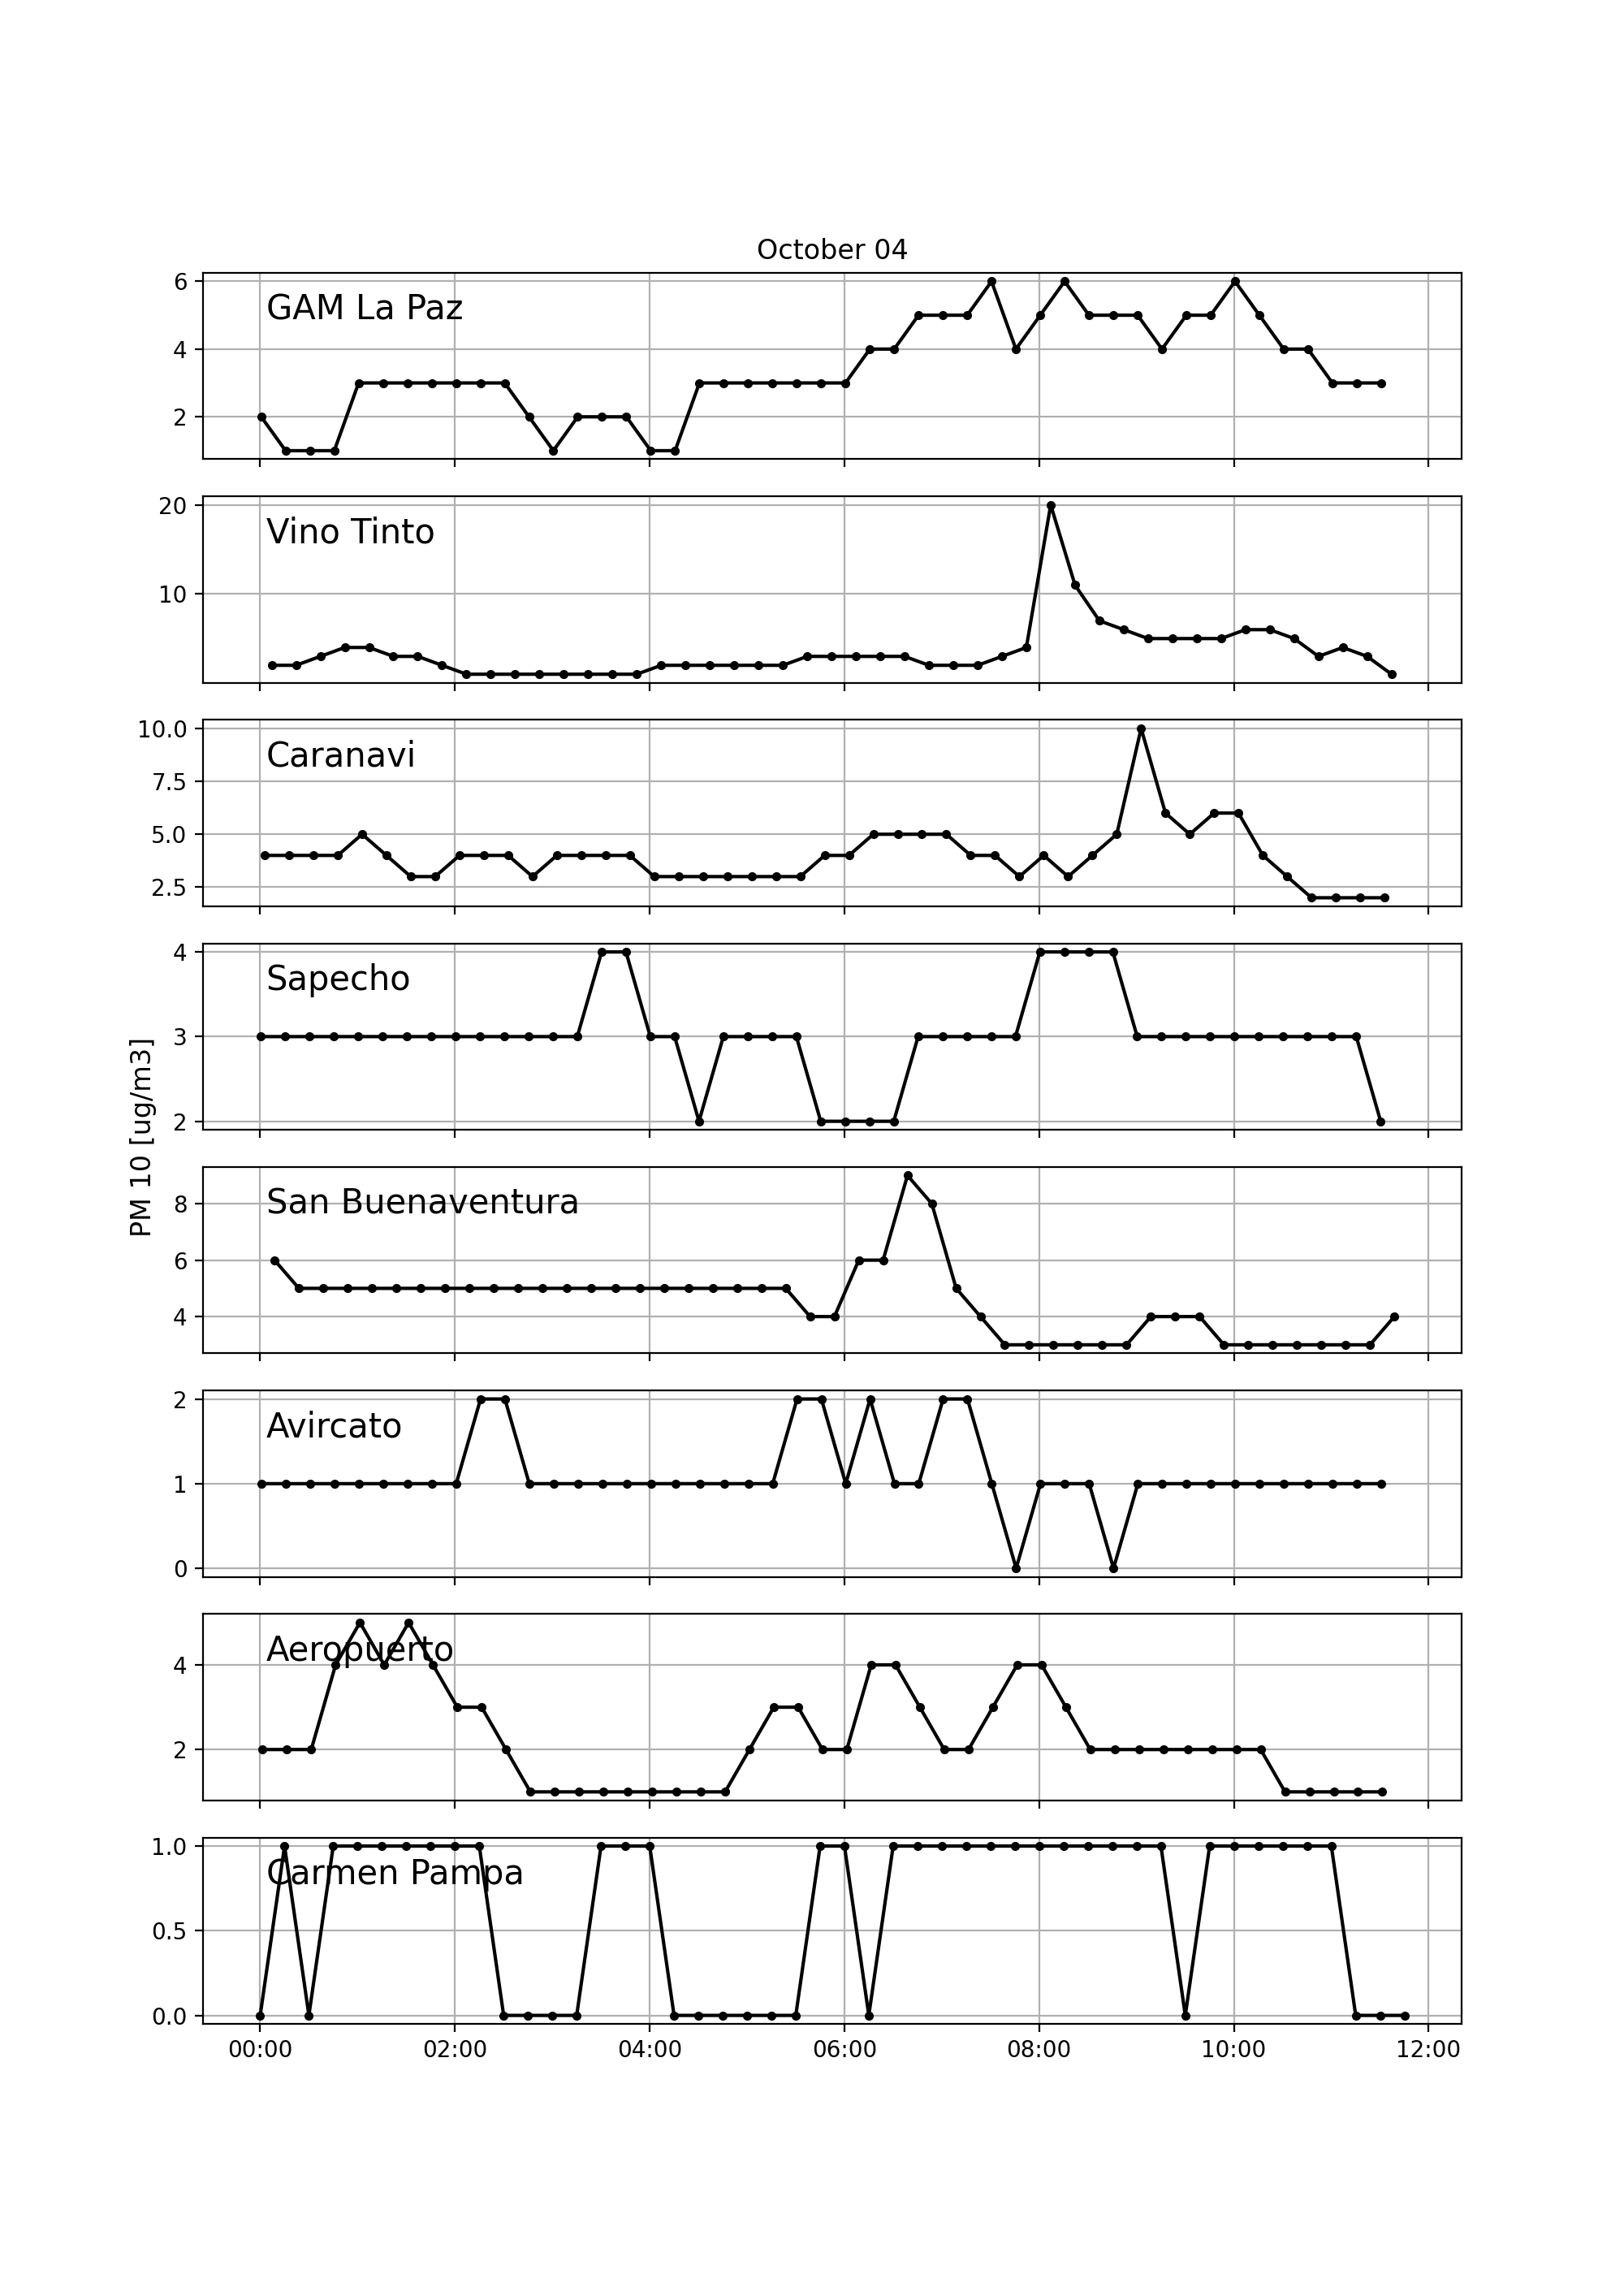 October 04
PM 10 [ug/m3]
GAM La Paz
6
4
2
Vino Tinto
20
10
Caranavi
10.0
7.5
5.0
2.5
Sapecho
4
3
2
San Buenaventura
8
6
4
Avircato
2
1
0
Aeropuerto
4
2
Carmen Pampa
1.0
0.5
0.0
00:00 02:00 04:00 06:00 08:00 10:00 12:00